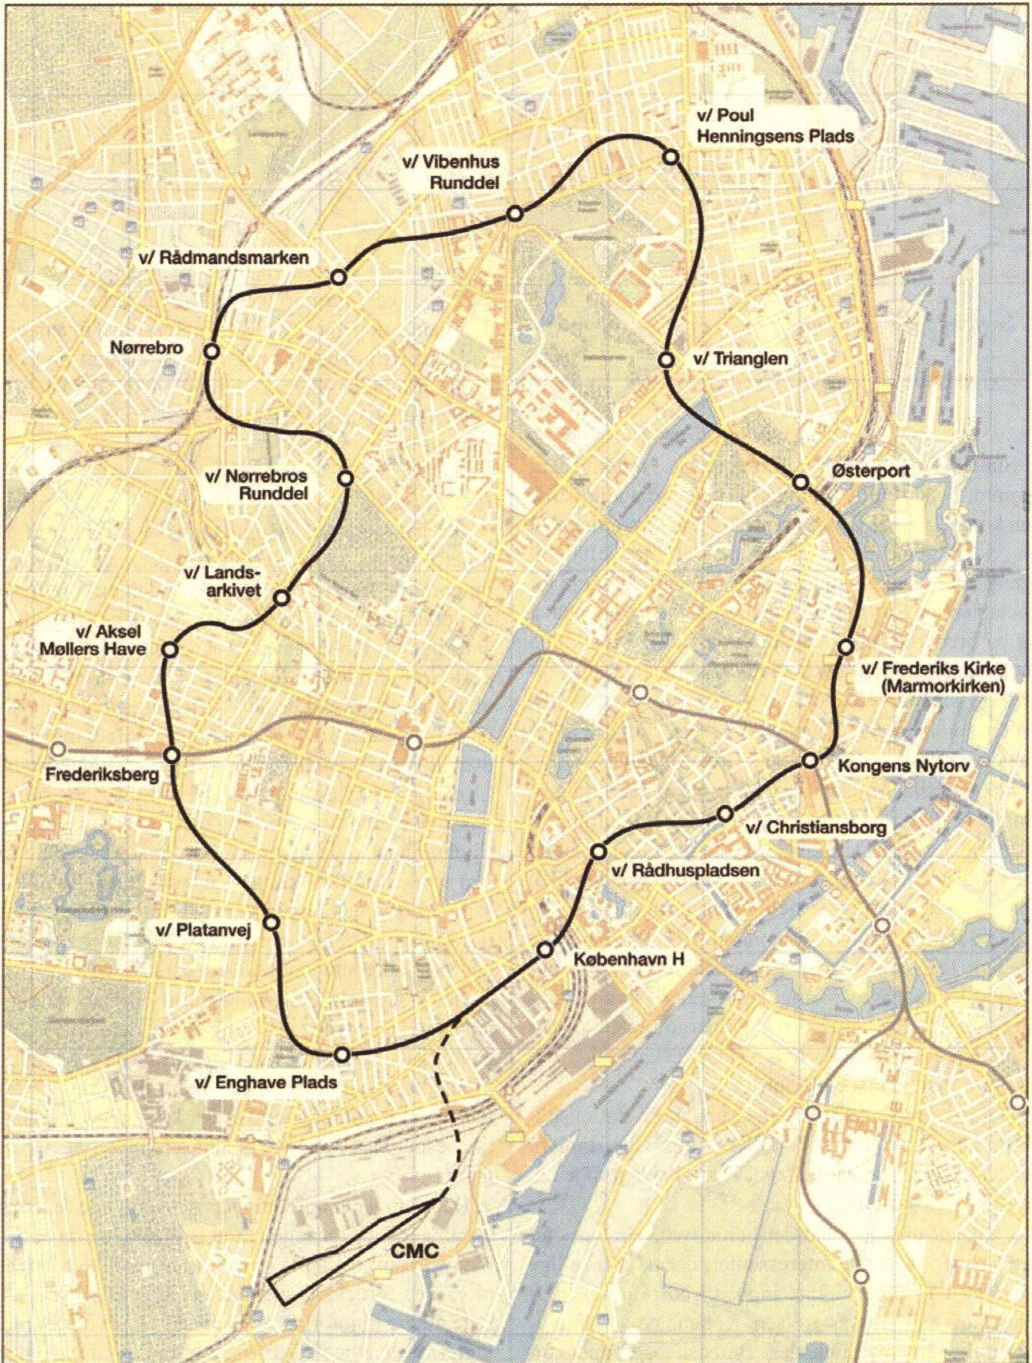 v/ Poul
Henningsens Plads
v/ Vibenhus
Runddel
v/ Rådmandsmarken
Nørrebro
v/ Trianglen
v/ Nørrebros
Runddel
Østerport
v/ Lands-
arkivet
v/ Aksel
Møllers Have
v/ Frederiks Kirke
(Marmorkirken)
Frederiksberg
Kongens Nytorv
v/ Christiansborg
v/ Rådhuspladsen
v/ Platanvej
København H
v/ Enghave Plads
CMC